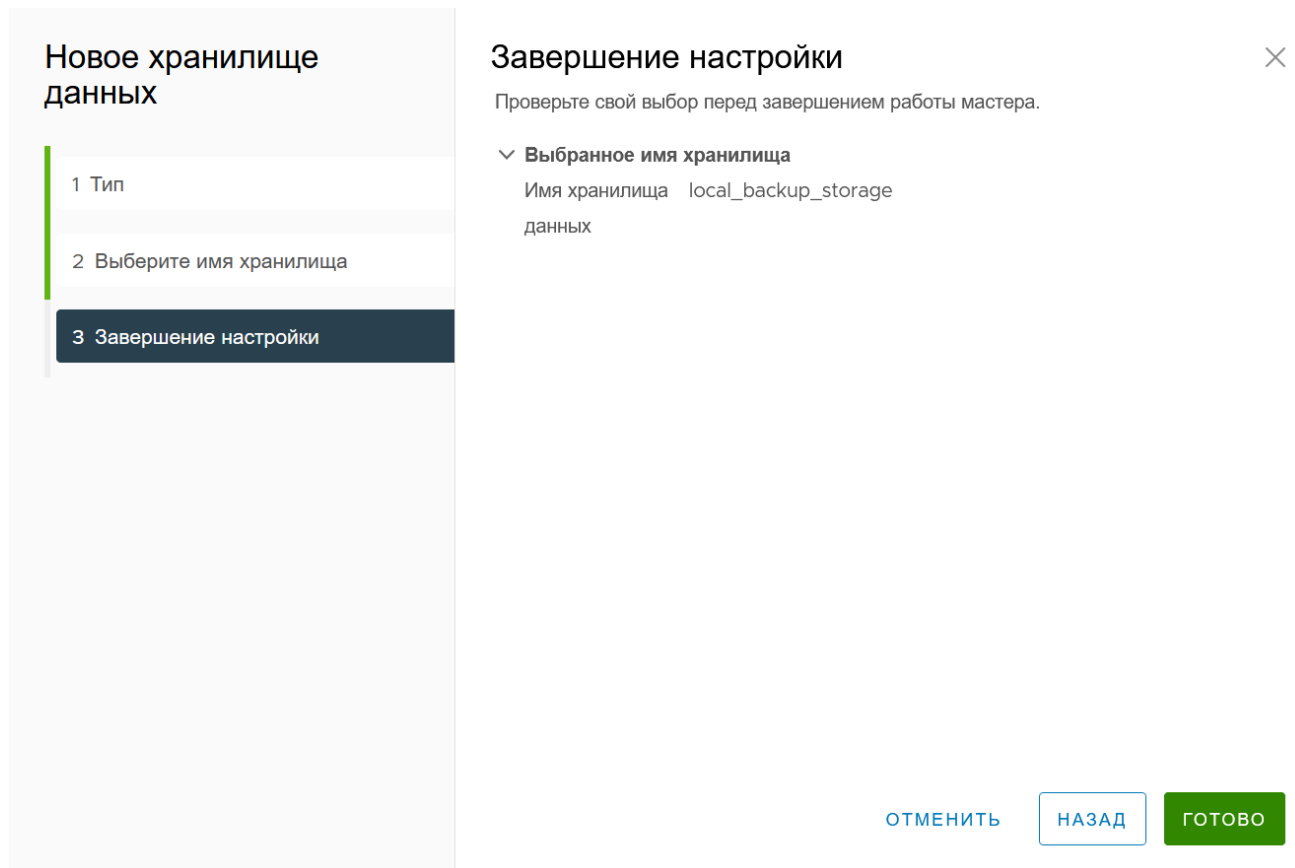 Новое хранилище
данных
1 Тип
2 Выберите имя хранилища
3 Завершение настройки
Завершение настройки
Проверьте свой выбор перед завершением работы мастера.
Выбранное имя хранилища
Имя хранилища local_backup_storage
данных
ОТМЕНИТЬ НАЗАД ГОТОВО